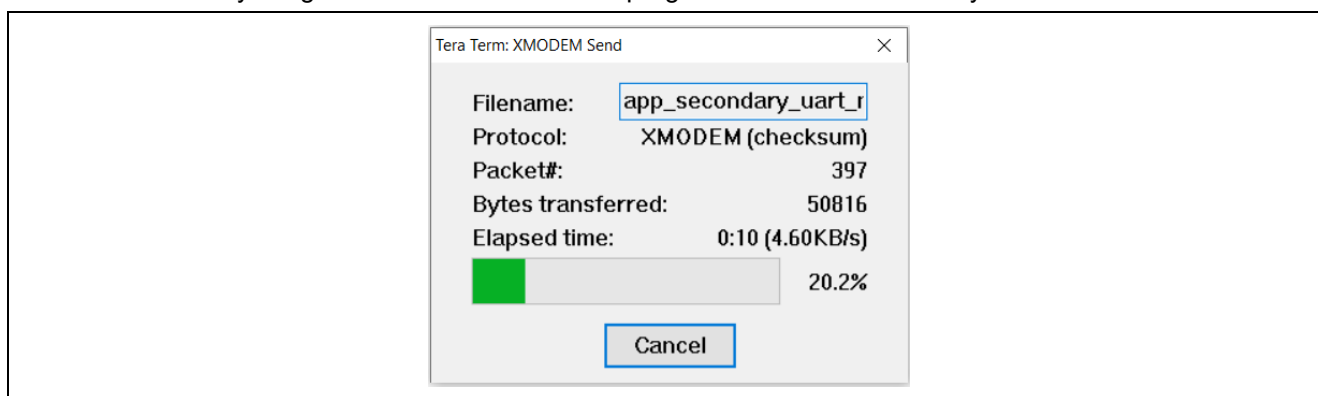 Tera Term: XMODEM Send
Filename: app_secondary_uart_r
Protocol: XMODEM (checksum)
Packet#: 397
Bytes transferred: 50816
Elapsed time: 0:10 (4.60KB/s)
20.2%
Cancel